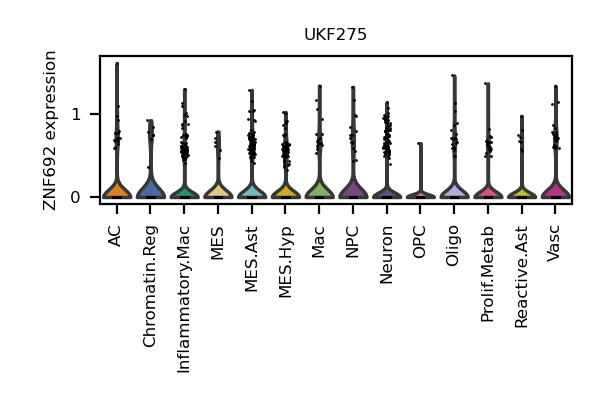 UKF275
ZNF692 expression
1
0
AC
Chromatin.Reg
Inflammatory.Mac
MES
MES.Ast
MES.Hyp
Mac
NPC
Neuron
OPC
Oligo
Prolif.Metab
Reactive.Ast
Vasc